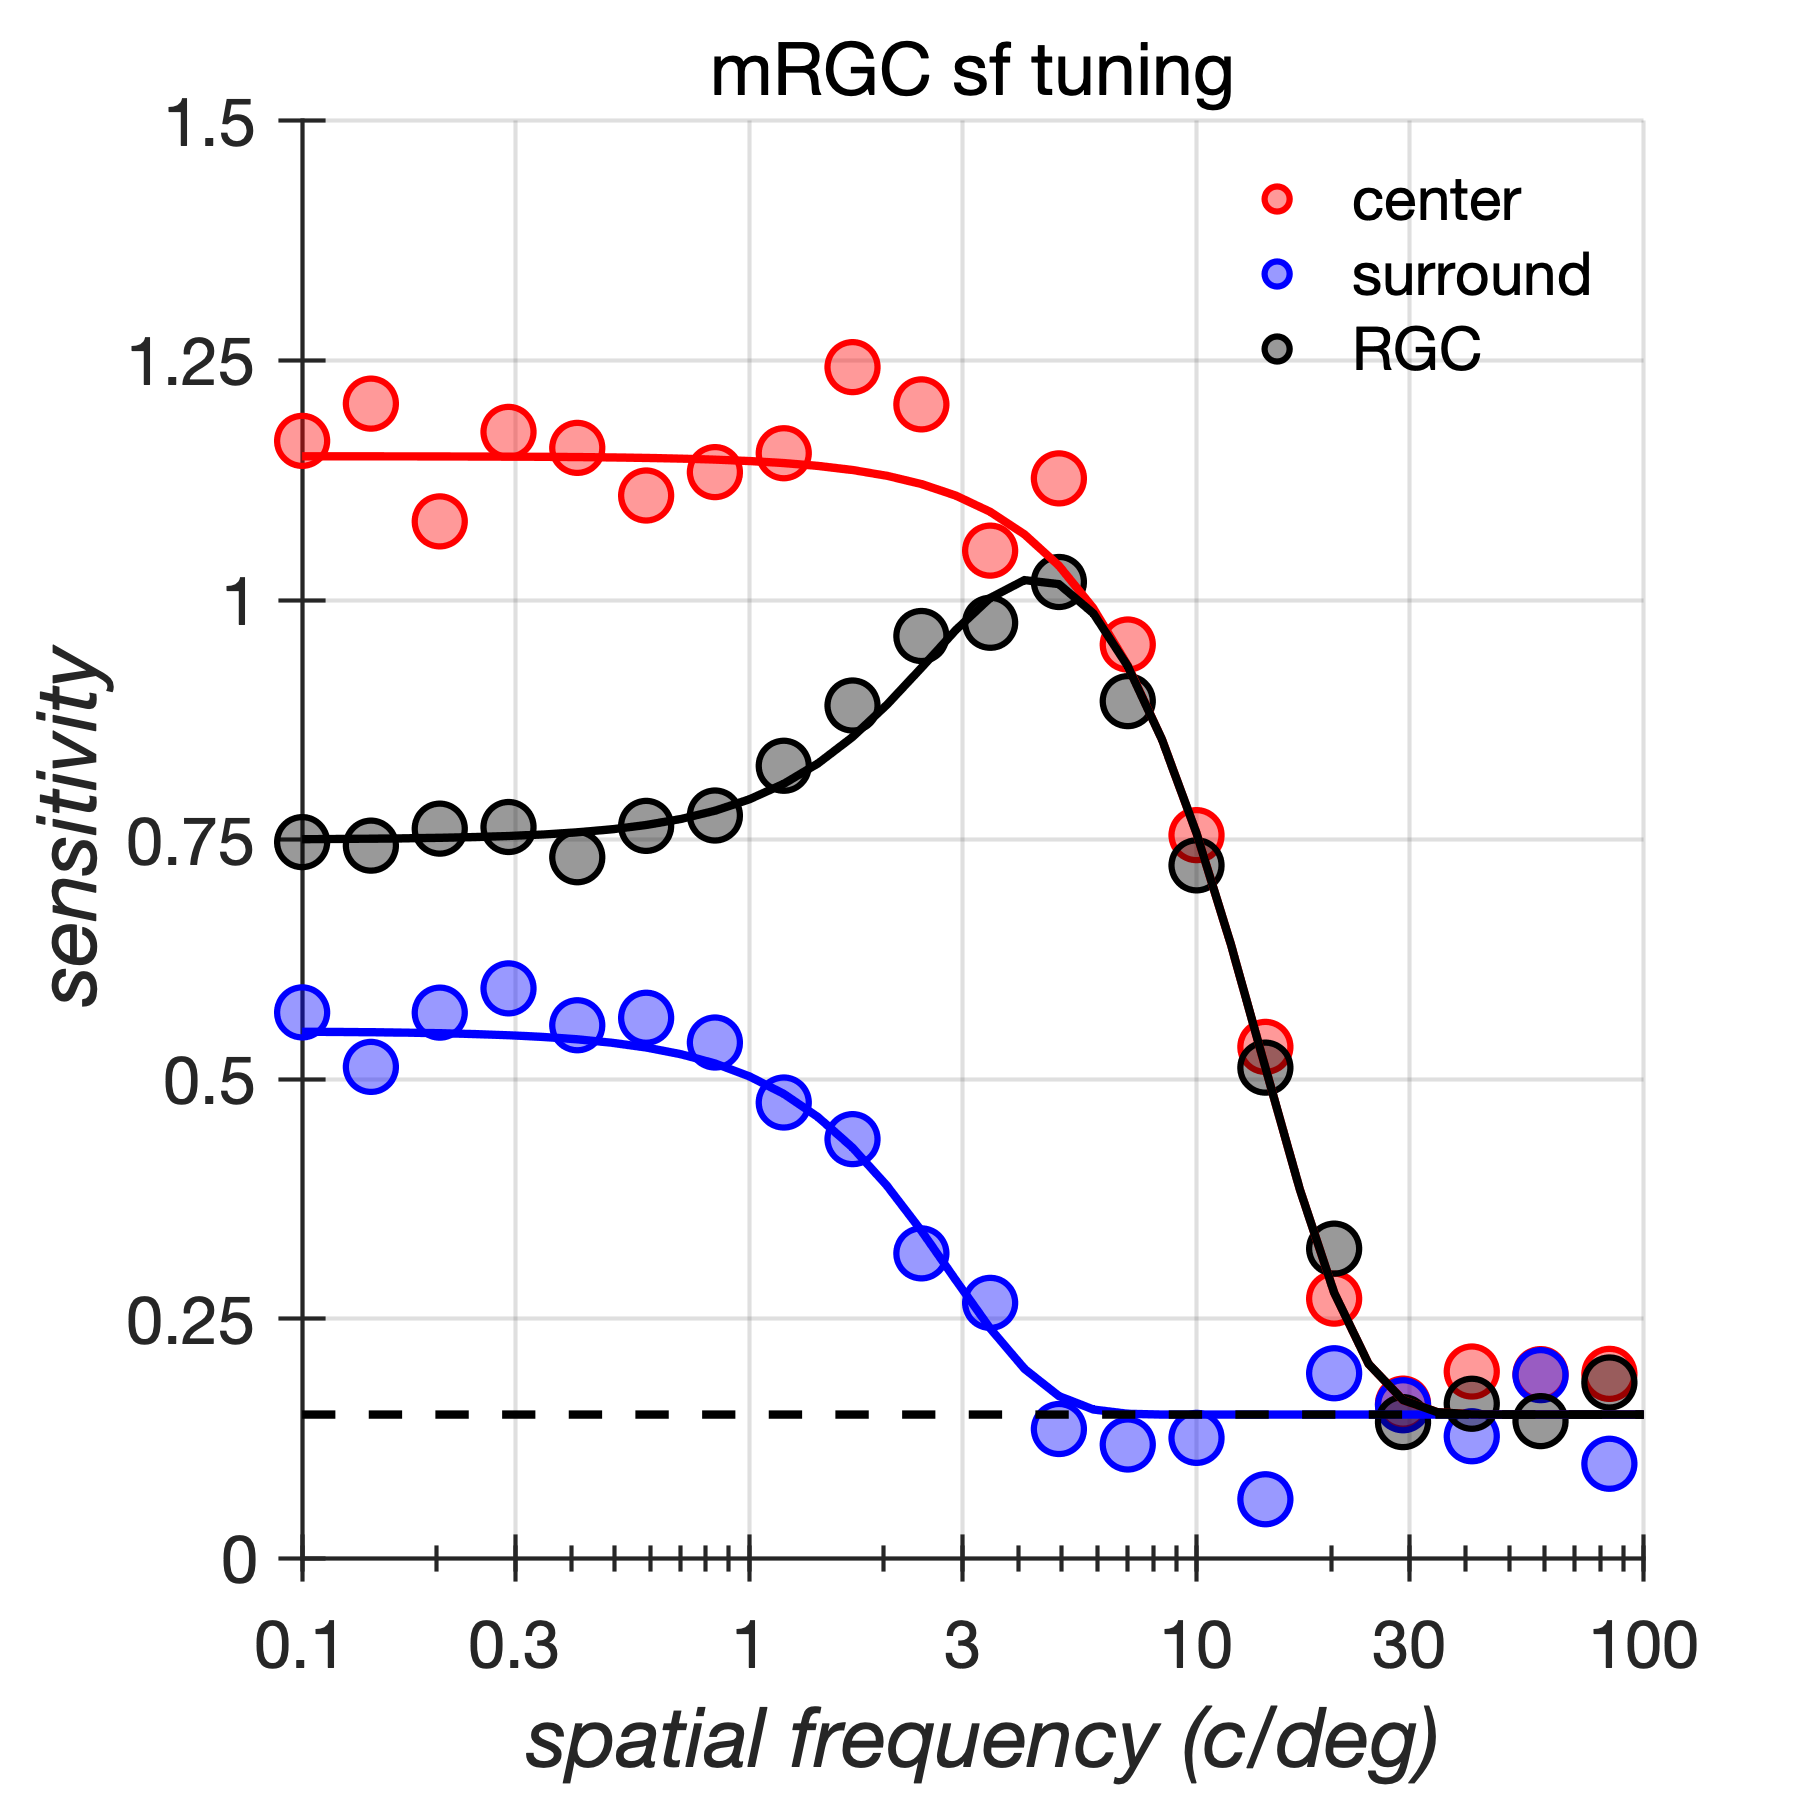 mRGC sf tuning
1.5
1.25
1
0.75
0.5
0.25
0
sensitivity
center
surround
RGC
0.1 0.3 1 3 10 30 100
spatial frequency (c/deg)